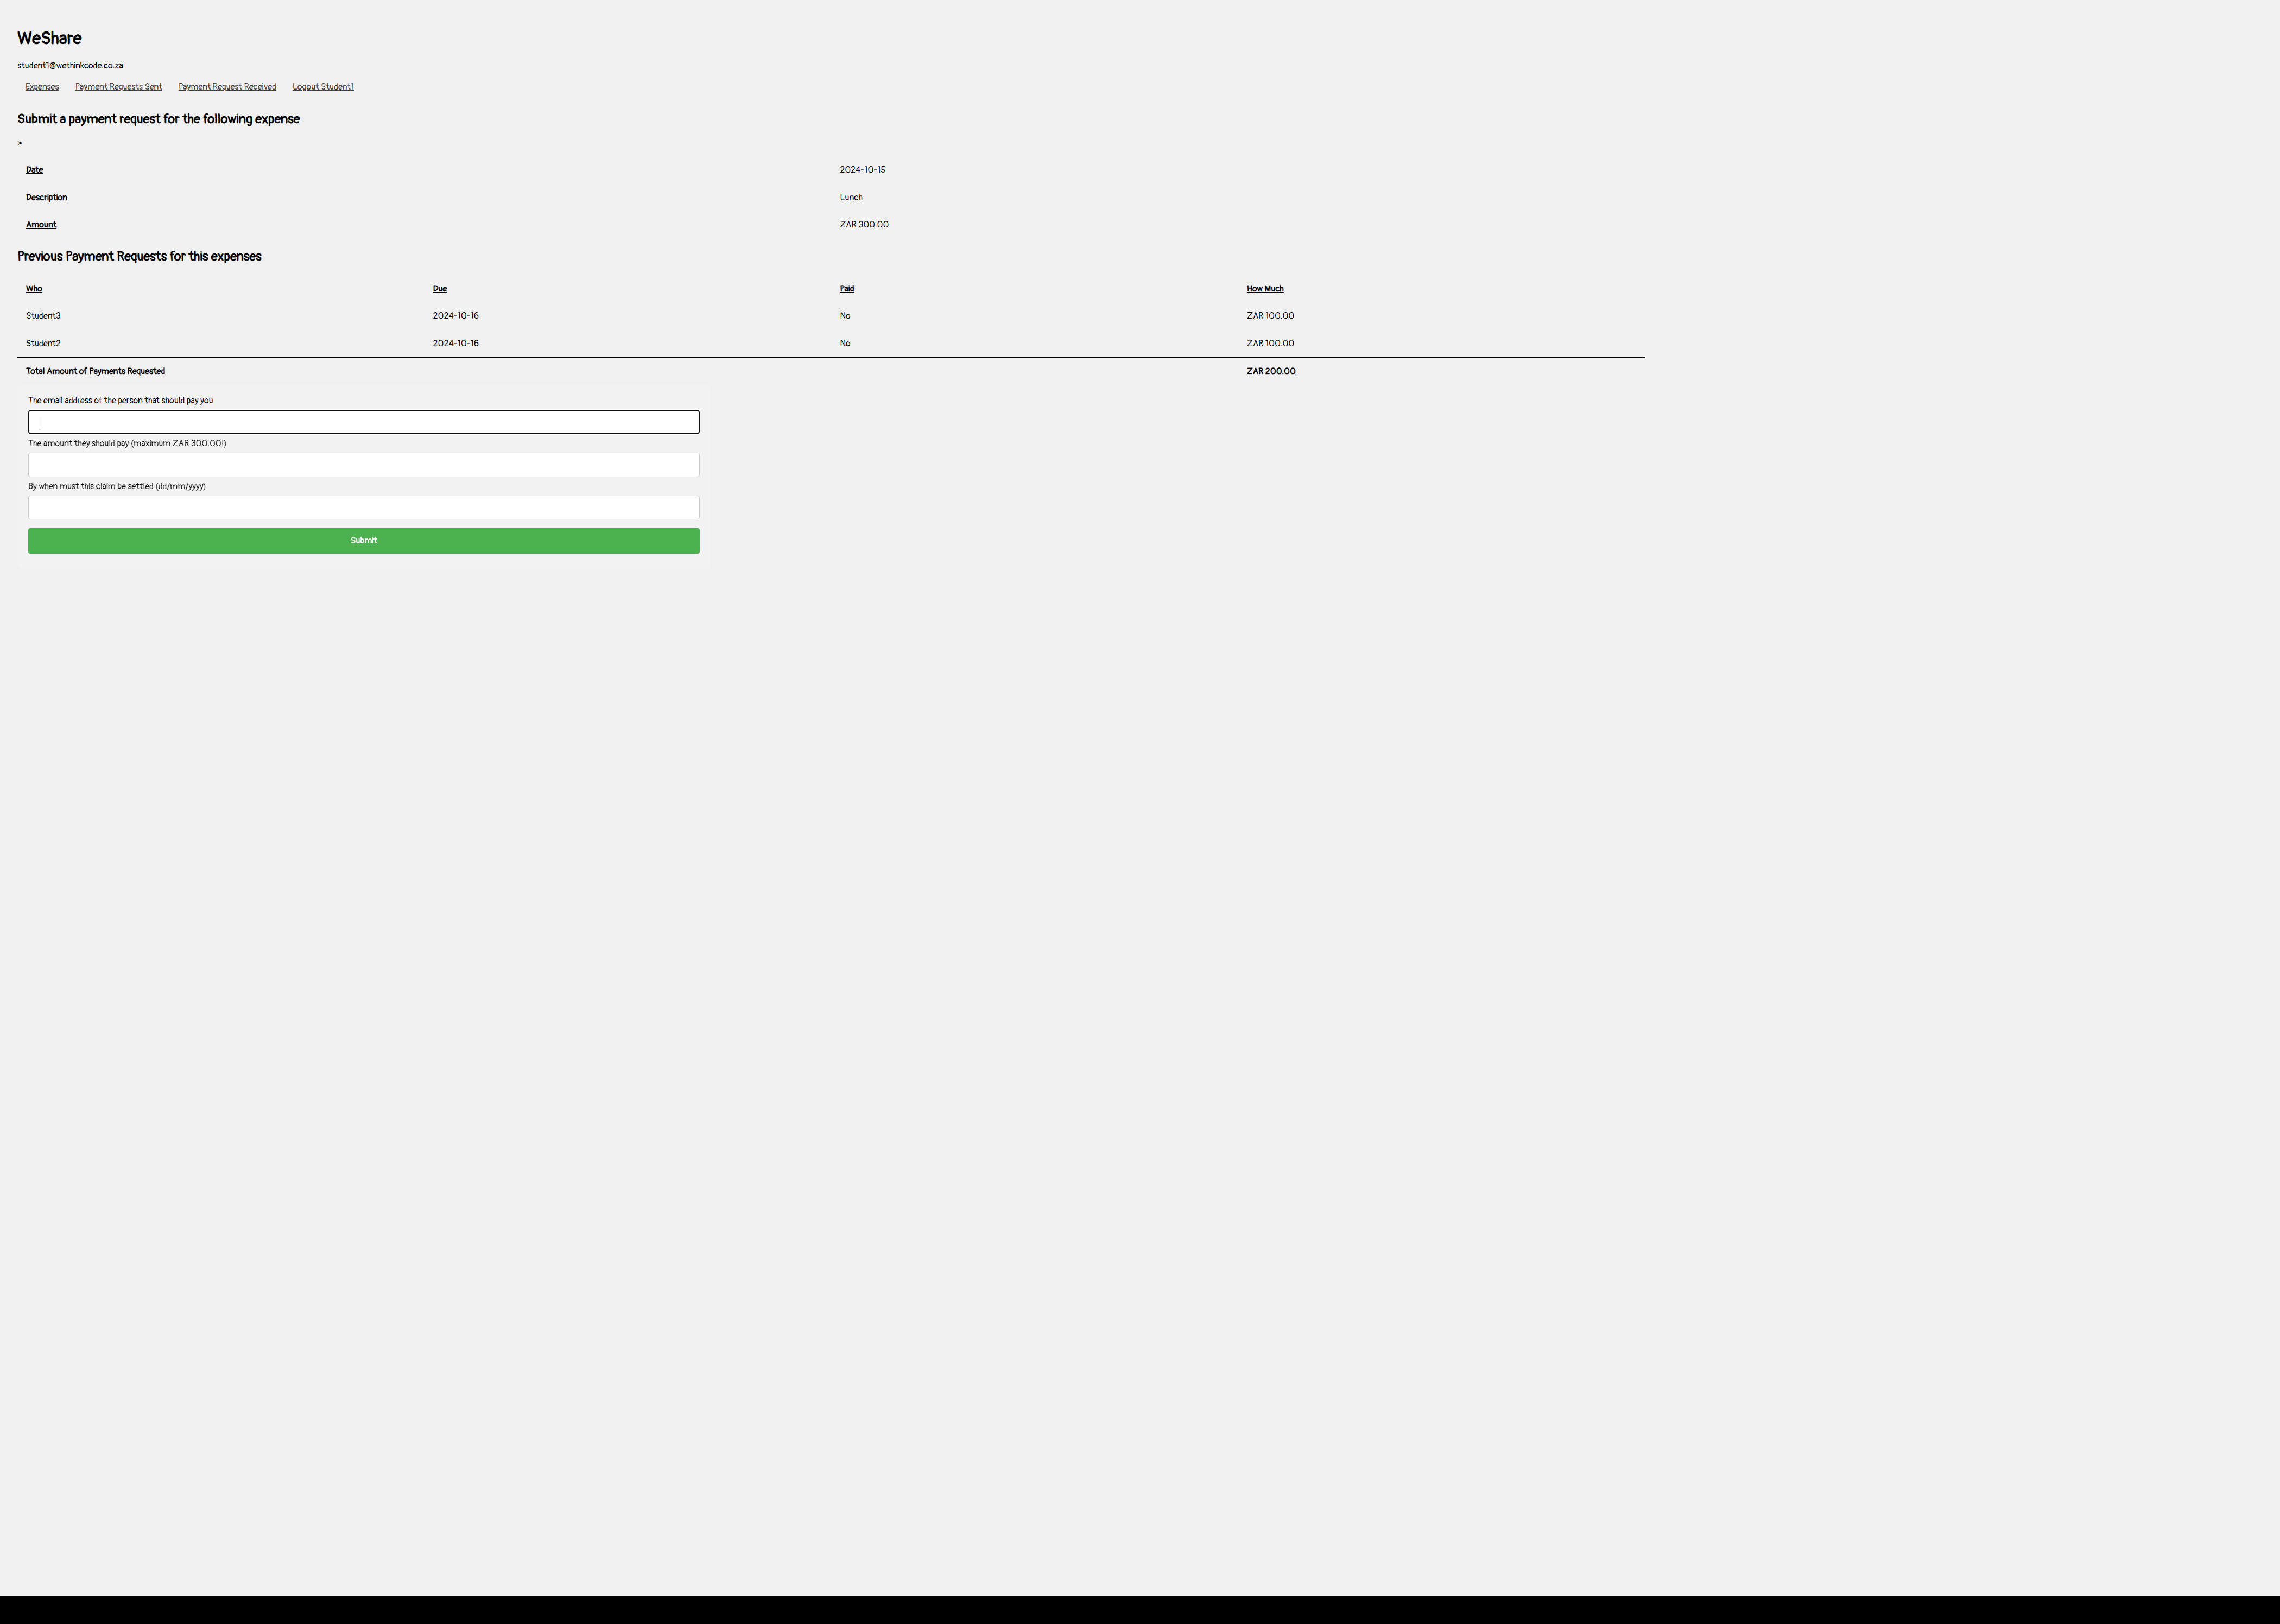 WeShare
student1@wethinkcode.co.za
Expenses Payment Requests Sent Payment Request Received Logout Student1
Submit a payment request for the following expense
>
Date 2024-10-15
Description Lunch
Amount ZAR 300.00
Previous Payment Requests for this expenses
Who Due Paid How Much
Student3 2024-10-16 No ZAR 100.00
Student2 2024-10-16 No ZAR 100.00
Total Amount of Payments Requested ZAR 200.00
The email address of the person that should pay you
The amount they should pay (maximum ZAR 300.00!)
By when must this claim be settled (dd/mm/yyyy)
Submit